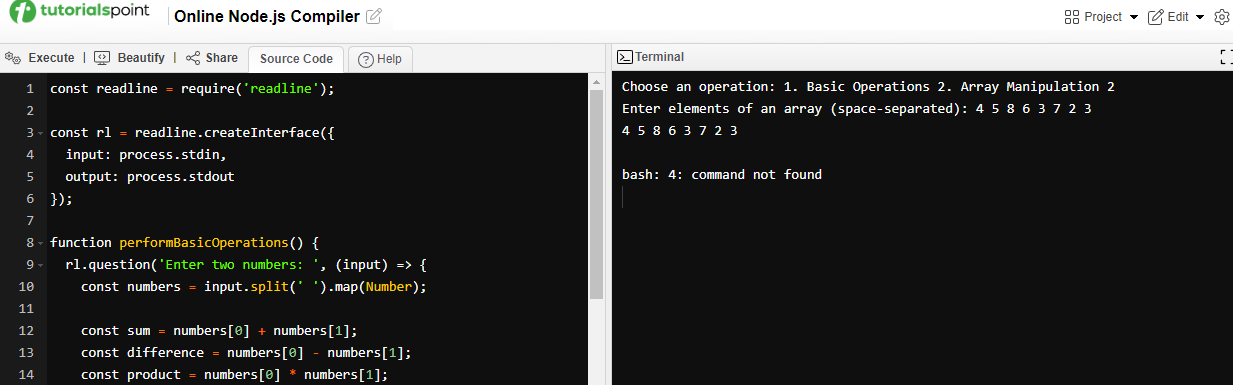 tutorialspoint Online Node.js Compiler Project Edit
Execute | Beautify | Share Source Code Help
1 const readline = require('readline');
2
3 const rl = readline.createInterface({
4 input: process.stdin,
5 output: process.stdout
6 });
7
8 function performBasicOperations() {
9 rl.question('Enter two numbers: ', (input) => {
10 const numbers = input.split(' ').map(Number);
11
12 const sum = numbers[0] + numbers[1];
13 const difference = numbers[0] - numbers[1];
14 const product = numbers[0] * numbers[1];
Terminal
Choose an operation: 1. Basic Operations 2. Array Manipulation 2
Enter elements of an array (space-separated): 4 5 8 6 3 7 2 3
4 5 8 6 3 7 2 3
bash: 4: command not found